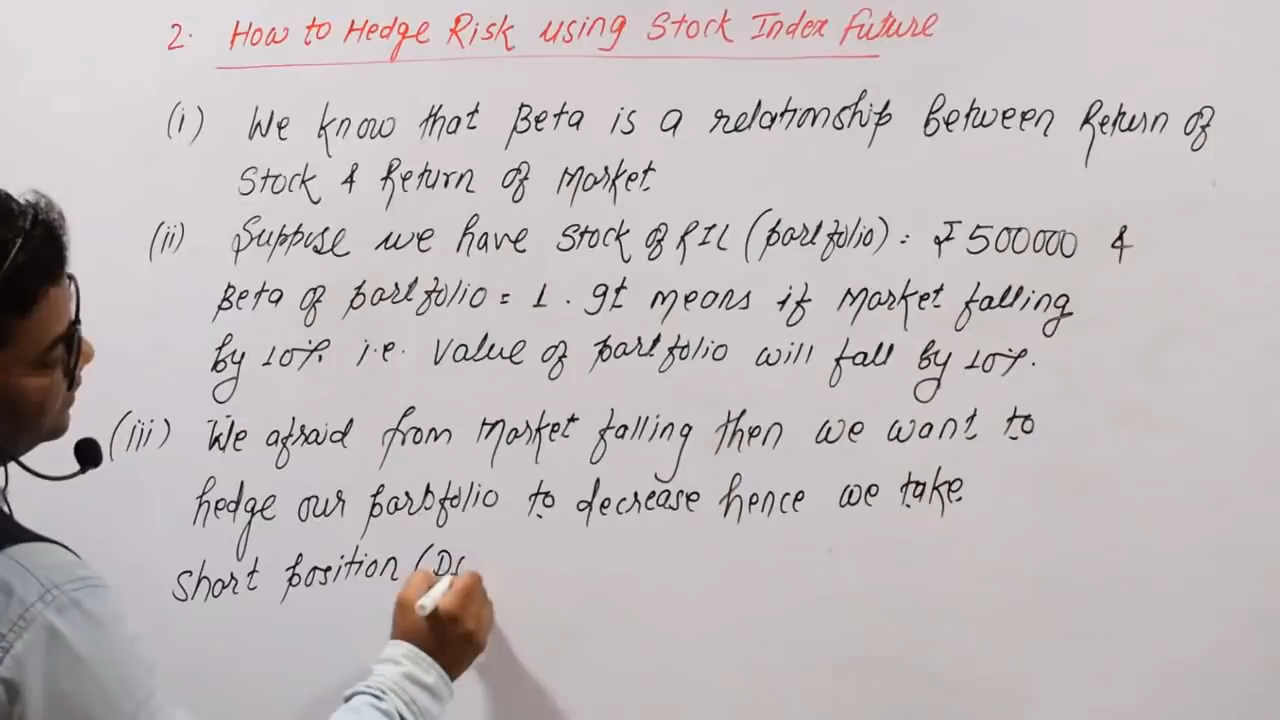 2. How to Hedge Risk using Stock Index Future
(i) We know that Beta is a relationship between Return of
Stock & Return of Market
(ii) Suppose we have Stock of RIL (portfolio) = ₹500000 &
Beta of portfolio = 1. It means if Market falling
by 10% i.e. value of portfolio will fall by 10%.
(iii) We afraid from Market falling then we want to
hedge our portfolio to decrease hence we take
Short position (